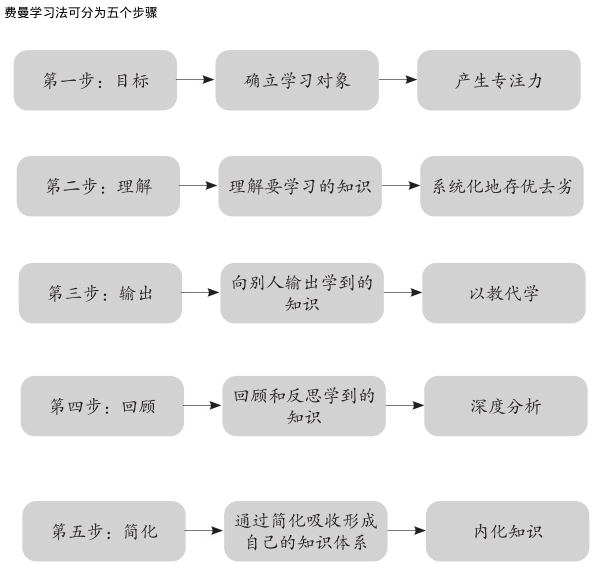 费曼学习法可分为五个步骤
第一步：目标
确立学习对象
产生专注力
第二步：理解
理解要学习的知识
系统化地存优去劣
第三步：输出
向别人输出学到的
知识
以教代学
第四步：回顾
回顾和反思学到的
知识
深度分析
第五步：简化
通过简化吸收形成
自己的知识体系
内化知识